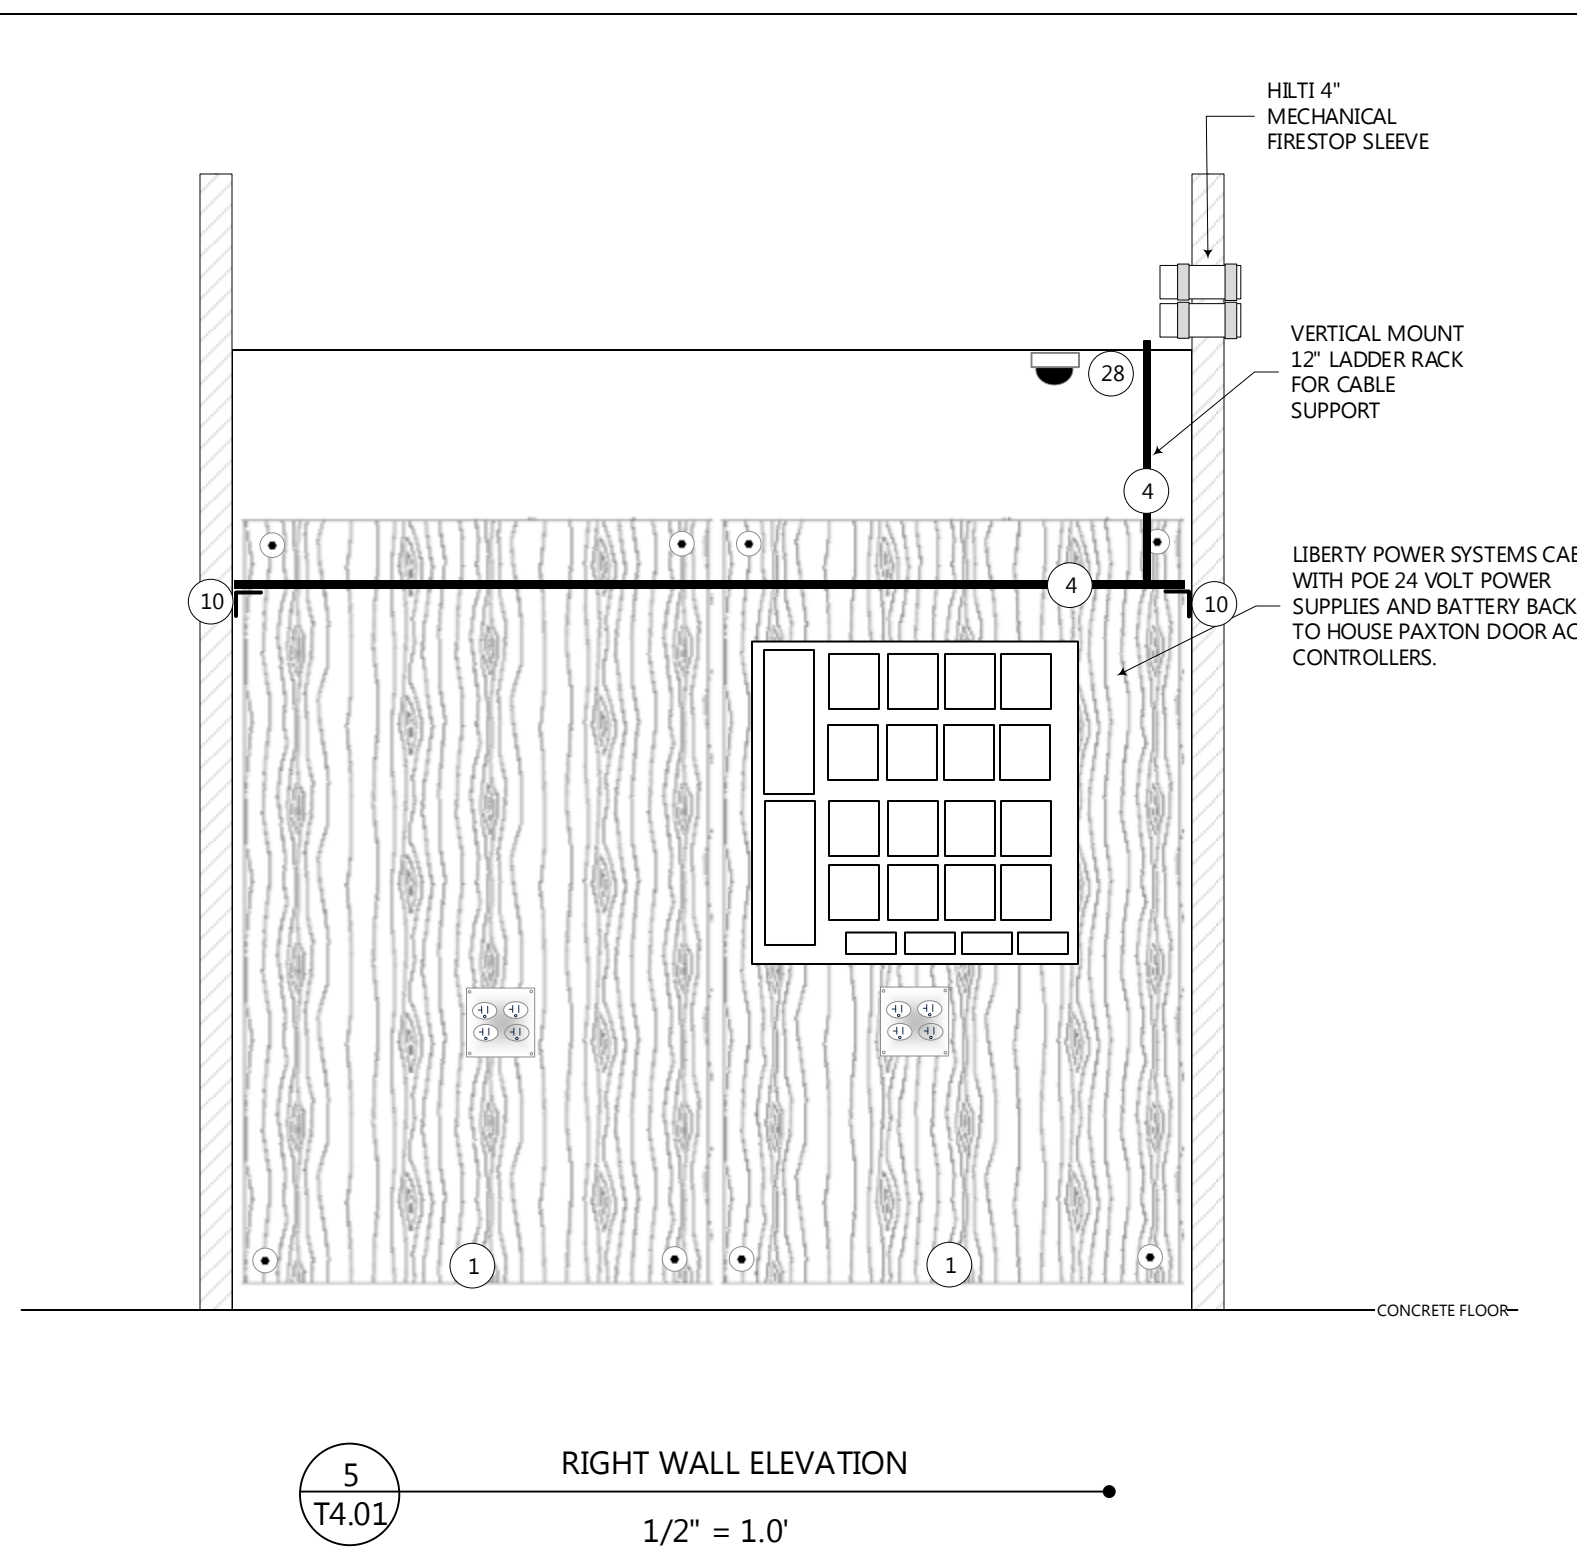 HILTI 4"
MECHANICAL
FIRESTOP SLEEVE
VERTICAL MOUNT
12" LADDER RACK
FOR CABLE
SUPPORT
28
4
LIBERTY POWER SYSTEMS
WITH POE 24 VOLT POWER
SUPPLIES AND BATTERY BACK
TO HOUSE PAXTON DOOR
CONTROLLERS.
10
4
10
1
1
CONCRETE FLOOR
5
T4.01
RIGHT WALL ELEVATION
1/2" = 1.0'